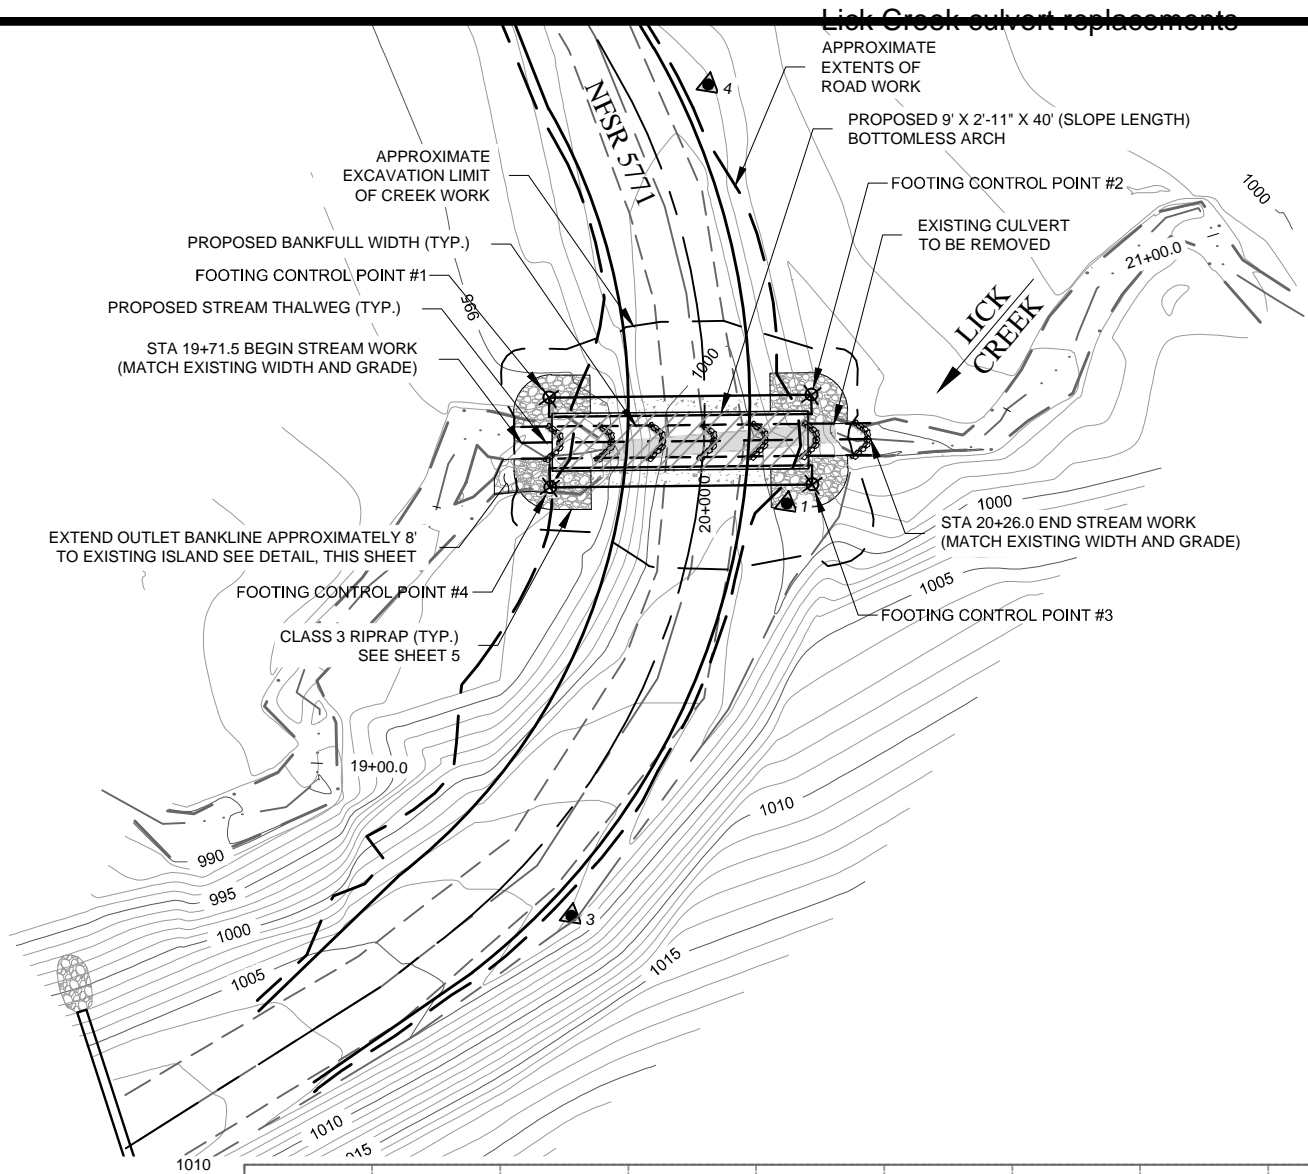 Lick Creek culvert replacements
APPROXIMATE
EXTENTS OF
ROAD WORK
4
NFSR 5771
PROPOSED 9' X 2'-11" X 40' (SLOPE LENGTH)
BOTTOMLESS ARCH
APPROXIMATE
EXCAVATION LIMIT
OF CREEK WORK
FOOTING CONTROL POINT #2
1000
EXISTING CULVERT
TO BE REMOVED
PROPOSED BANKFULL WIDTH (TYP.)
21+00.0
FOOTING CONTROL POINT #1
995
PROPOSED STREAM THALWEG (TYP.)
LICK
CREEK
STA 19+71.5 BEGIN STREAM WORK
(MATCH EXISTING WIDTH AND GRADE)
1000
20+00.0
1
1000
STA 20+26.0 END STREAM WORK
(MATCH EXISTING WIDTH AND GRADE)
EXTEND OUTLET BANKLINE APPROXIMATELY 8'
TO EXISTING ISLAND SEE DETAIL, THIS SHEET
1005
FOOTING CONTROL POINT #4
FOOTING CONTROL POINT #3
CLASS 3 RIPRAP (TYP.)
SEE SHEET 5
19+00.0
1010
990
995
3
1000
1015
1005
1010
1015
1010